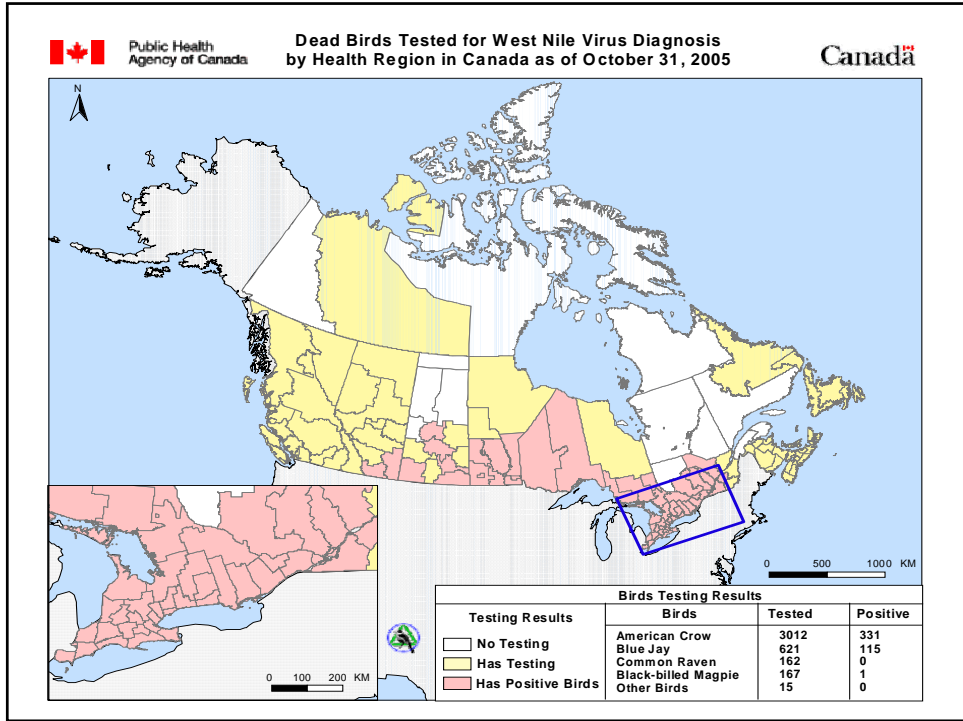 Public Health
Agency of Canada
Dead Birds Tested for West Nile Virus Diagnosis
by Health Region in Canada as of October 31, 2005
Canada
N
0 500 1000 KM
0 100 200 KM
Birds Testing Results
Testing Results
No Testing
Has Testing
Has Positive Birds
Birds Tested Positive
American Crow 3012 331
Blue Jay 621 115
Common Raven 162 0
Black-billed Magpie 167 1
Other Birds 15 0